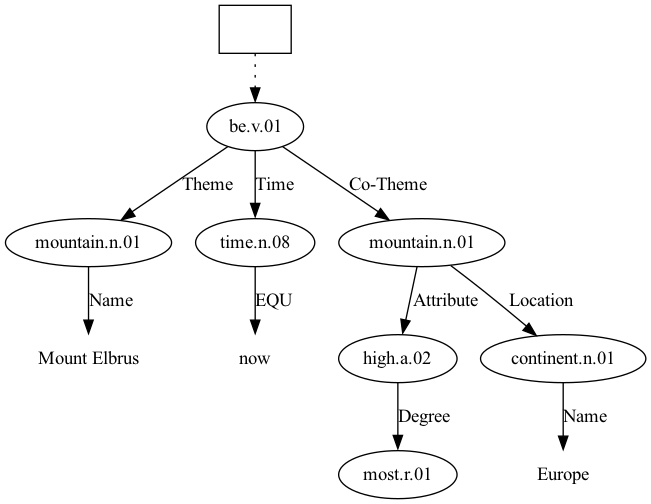 be.v.01
Theme Time Co-Theme
mountain.n.01 time.n.08 mountain.n.01
Name EQU Attribute Location
Mount Elbrus now high.a.02 continent.n.01
Degree Name
most.r.01 Europe